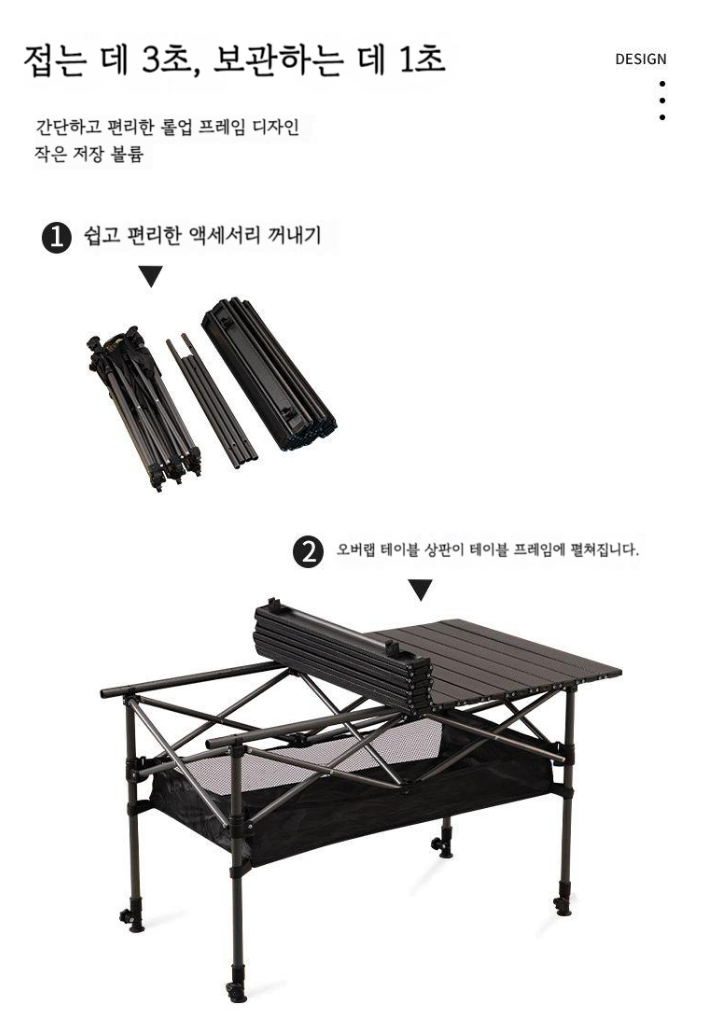 접는 데 3초, 보관하는 데 1초
DESIGN
간단하고 편리한 롤업 프레임 디자인
작은 저장 볼륨
1 쉽고 편리한 액세서리 꺼내기
2 오버랩 테이블 상판이 테이블 프레임에 펼쳐집니다.